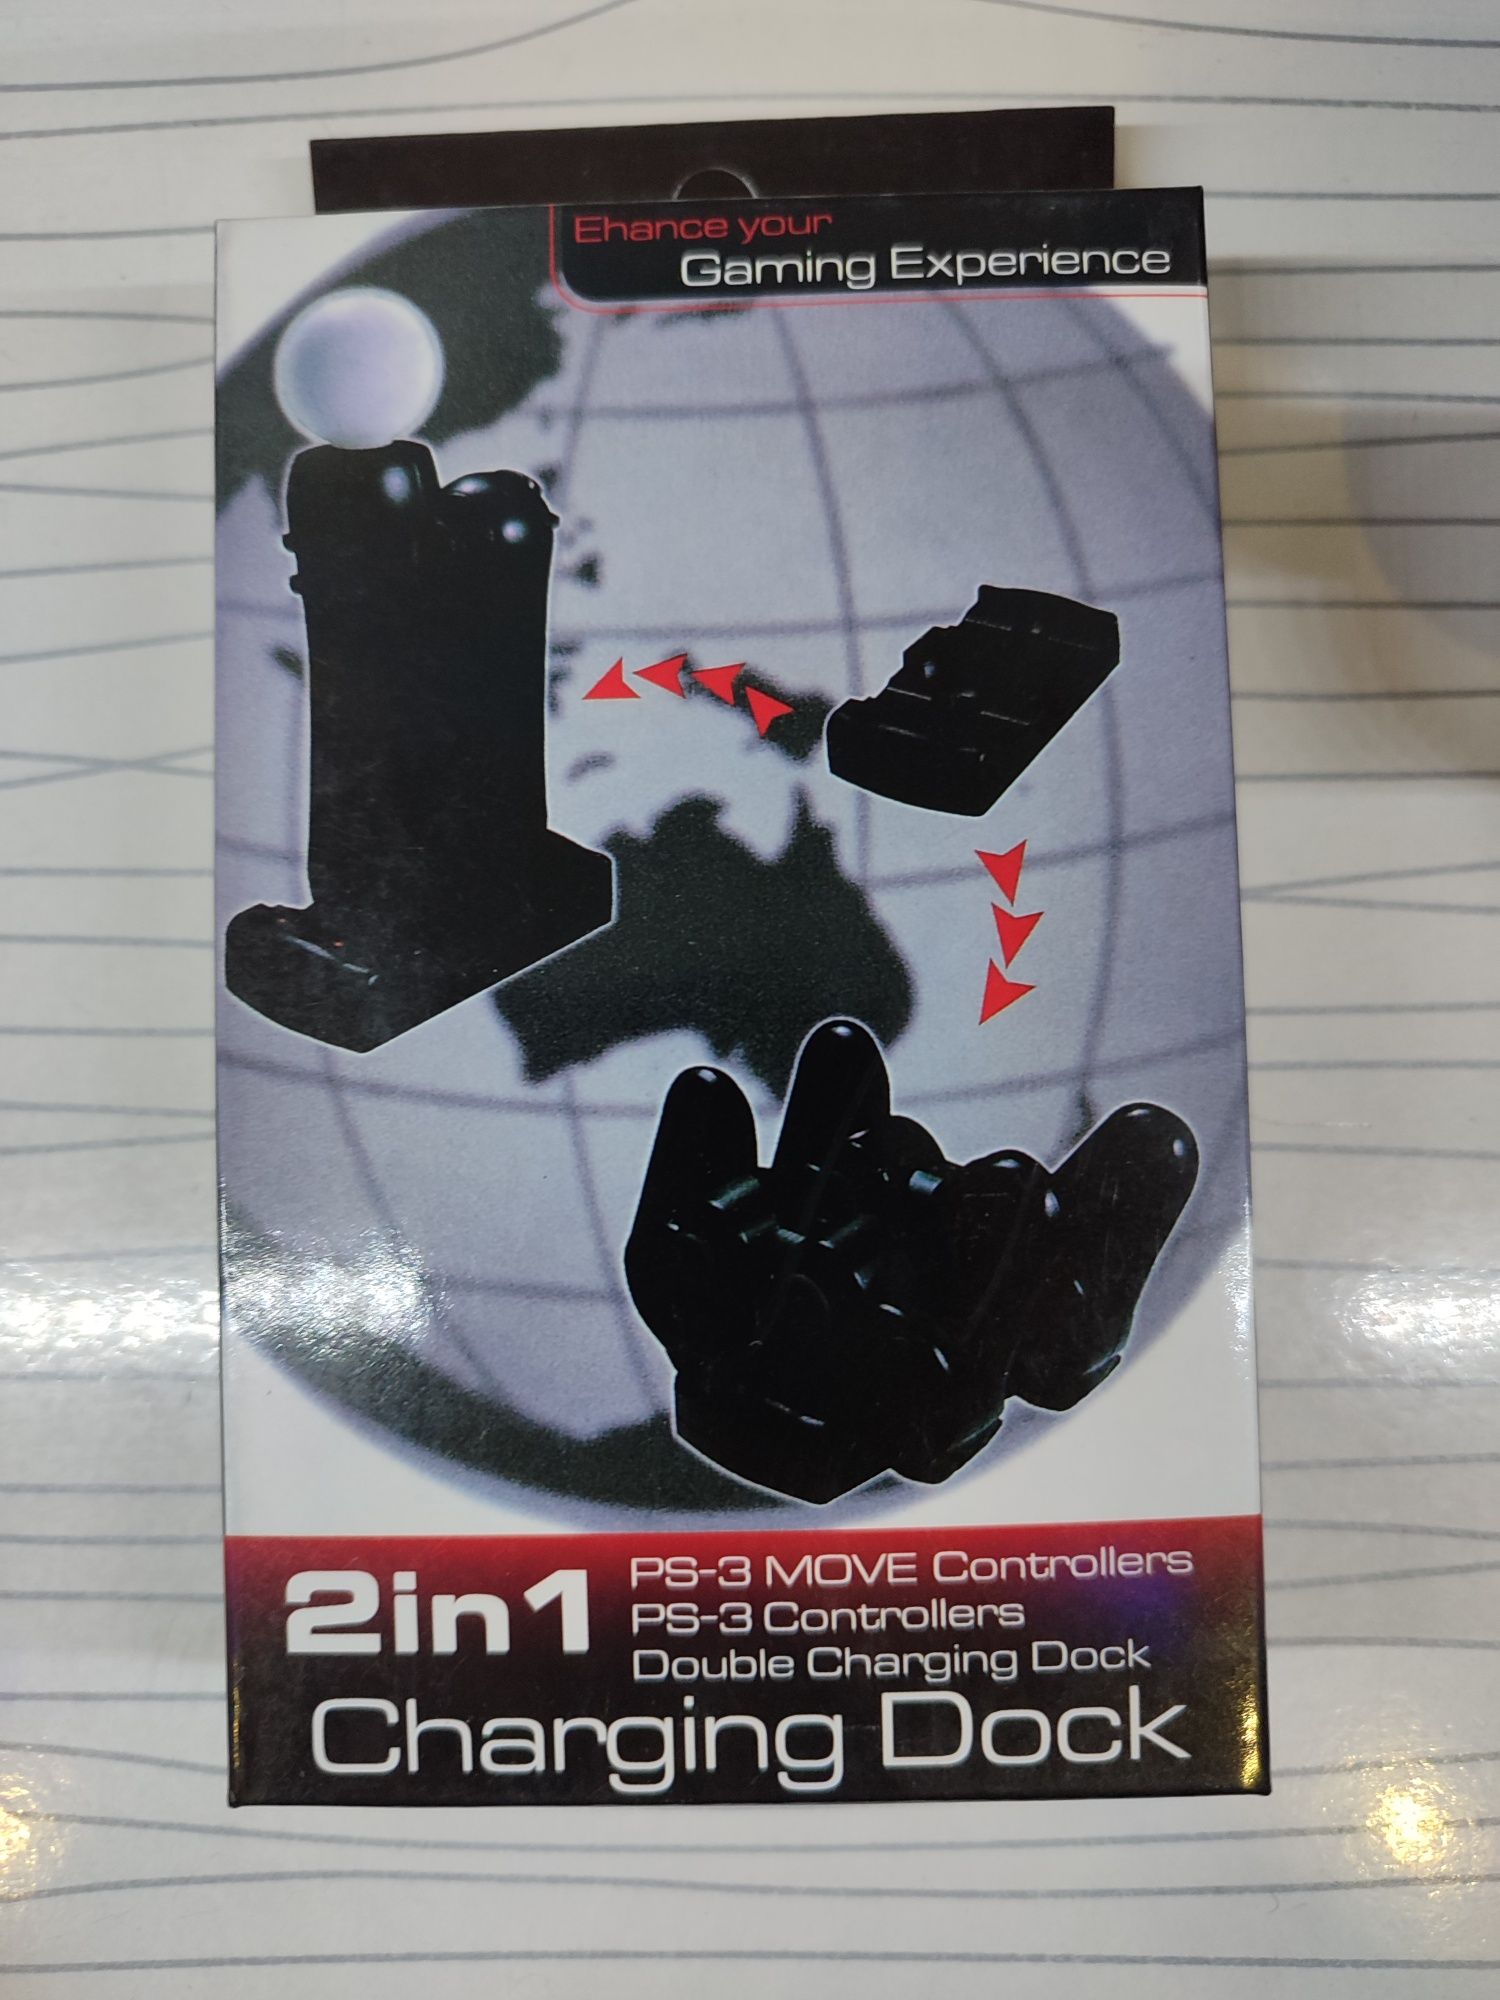 Ehance your
Gaming Experience
2in1
PS-3 MOVE Controllers
PS-3 Controllers
Double Charging Dock
Charging Dock